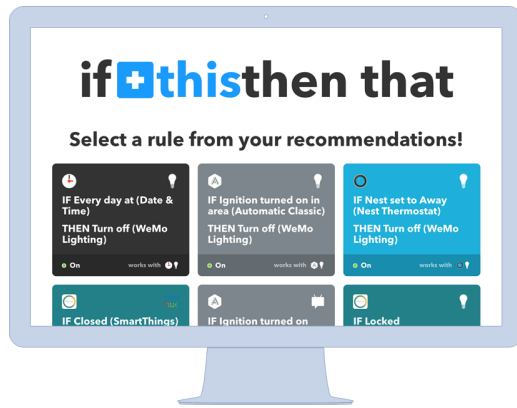 if this then that
Select a rule from your recommendations!
IF Every day at (Date &
Time)
THEN Turn off (WeMo
Lighting)
On works with
IF Ignition turned on in
area (Automatic Classic)
THEN Turn off (WeMo
Lighting)
On works with
IF Nest set to Away
(Nest Thermostat)
THEN Turn off (WeMo
Lighting)
On works with
IF Closed (SmartThings)
IF Ignition turned on
IF Locked